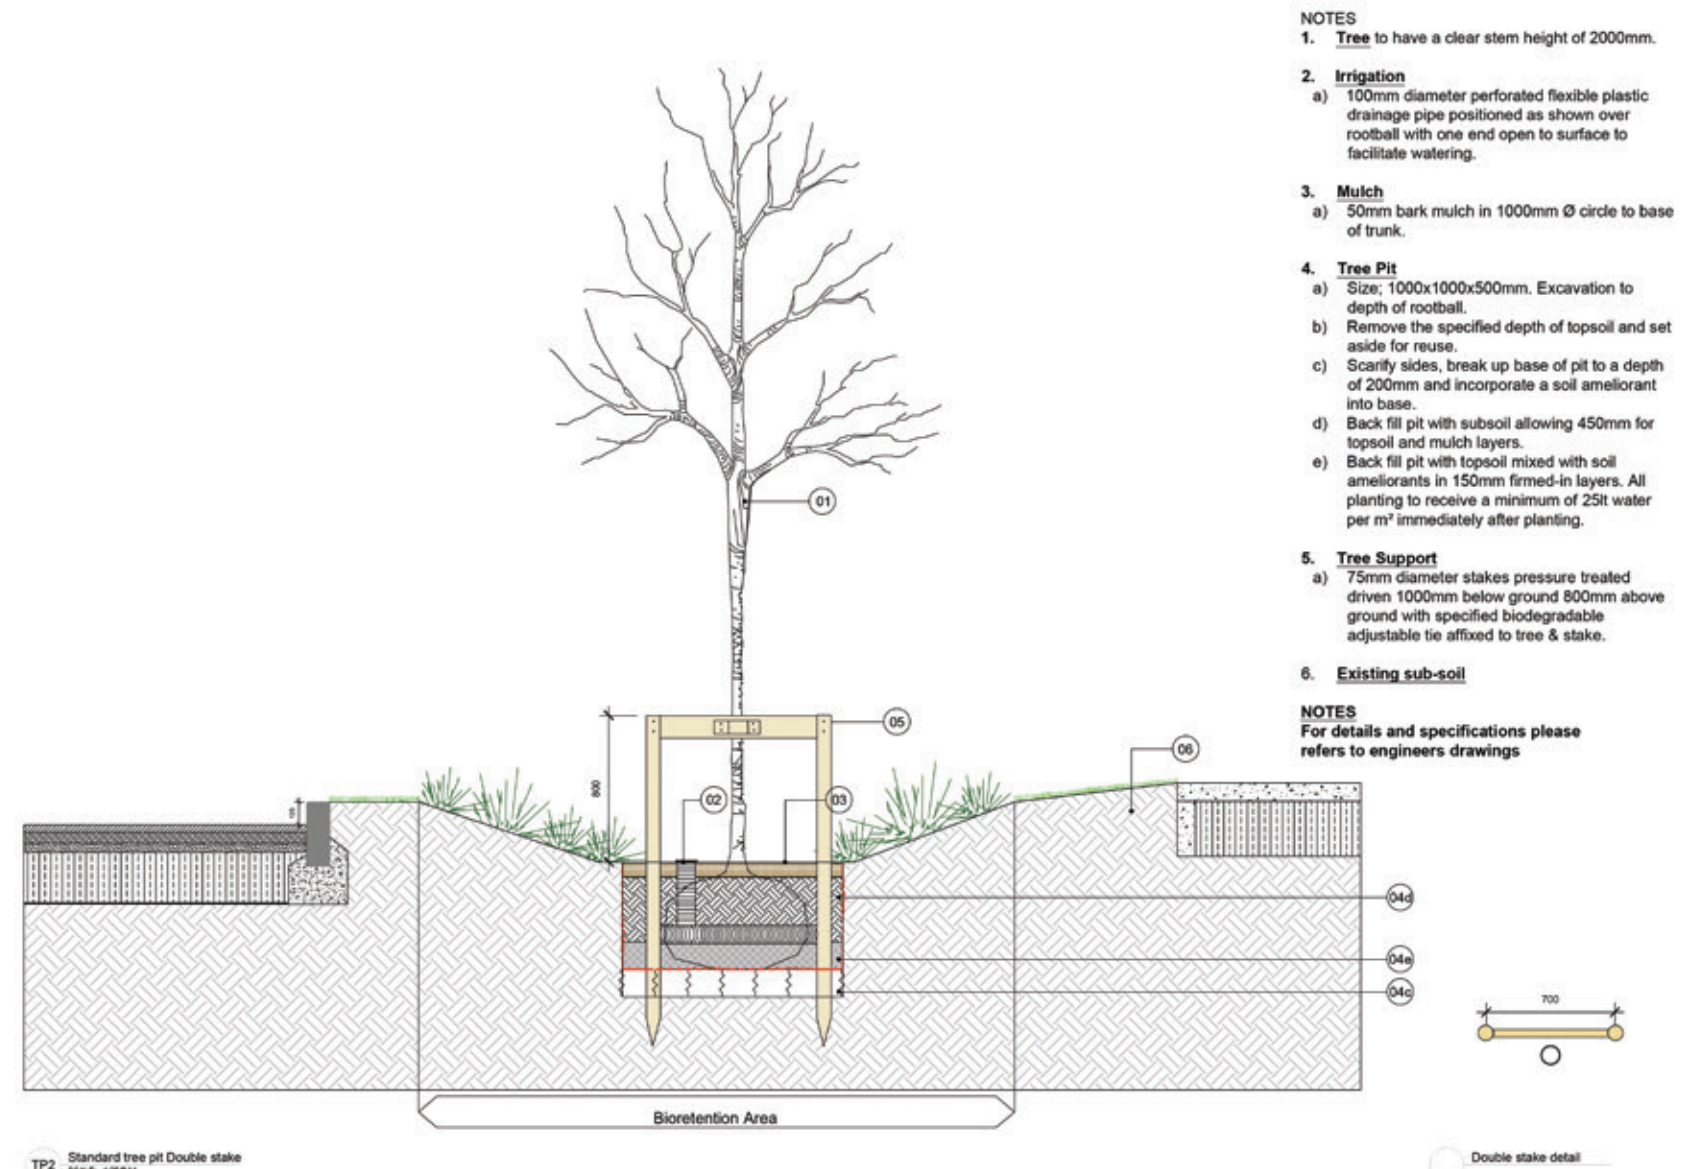 NOTES
1. Tree to have a clear stem height of 2000mm.
2. Irrigation
a) 100mm diameter perforated flexible plastic
drainage pipe positioned as shown over
rootball with one end open to surface to
facilitate watering.
3. Mulch
a) 50mm bark mulch in 1000mm Ø circle to base
of trunk.
4. Tree Pit
a) Size; 1000x1000x500mm. Excavation to
depth of rootball.
b) Remove the specified depth of topsoil and set
aside for reuse.
c) Scarify sides, break up base of pit to a depth
of 200mm and incorporate a soil ameliorant
into base.
d) Back fill pit with subsoil allowing 450mm for
topsoil and mulch layers.
e) Back fill pit with topsoil mixed with soil
ameliorants in 150mm firmed-in layers. All
planting to receive a minimum of 25lt water
per m² immediately after planting.
5. Tree Support
a) 75mm diameter stakes pressure treated
driven 1000mm below ground 800mm above
ground with specified biodegradable
adjustable tie affixed to tree & stake.
6. Existing sub-soil
NOTES
For details and specifications please
refers to engineers drawings
01
05
06
800
02
03
04d
04e
04c
700
Bioretention Area
TP2 Standard tree pit Double stake
Double stake detail